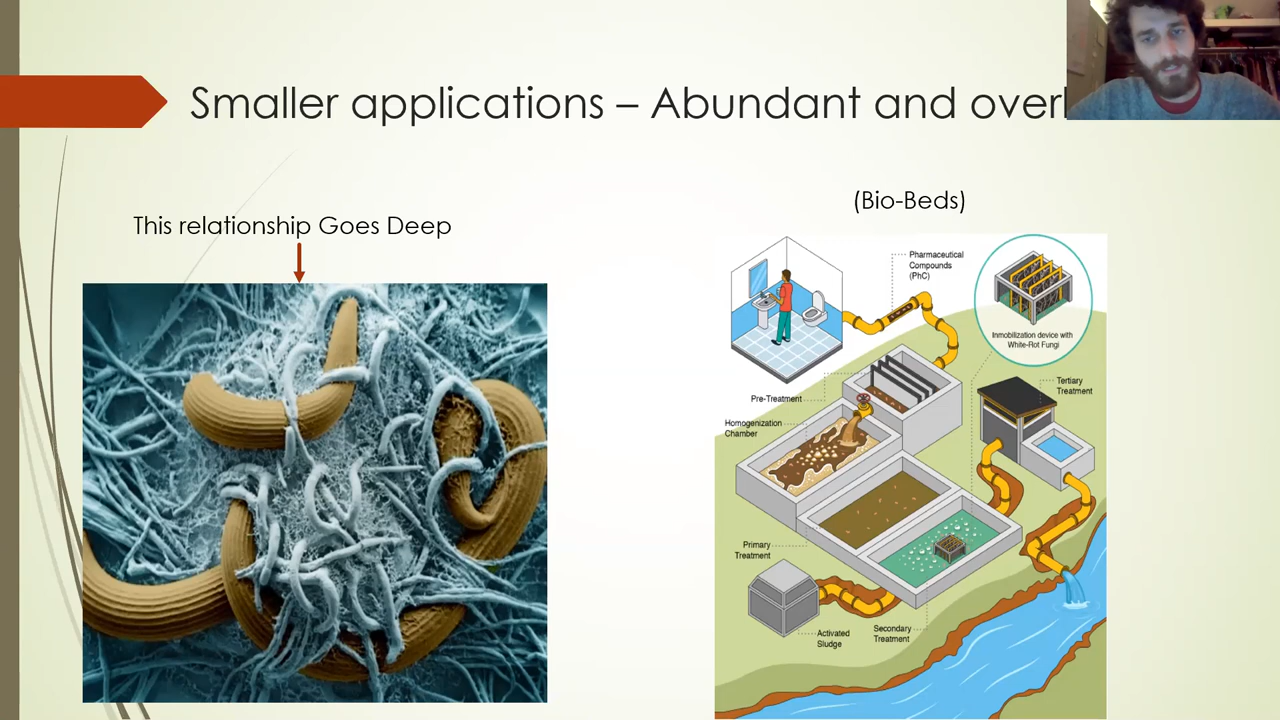 Smaller applications – Abundant and
This relationship Goes Deep
(Bio-Beds)
Pharmaceutical
Compounds
(PhC)
Inmobilization device with
White-Rot Fungi
Pre-Treatment
Tertiary
Treatment
Homogenization
Chamber
Primary
Treatment
Activated
Sludge
Secondary
Treatment